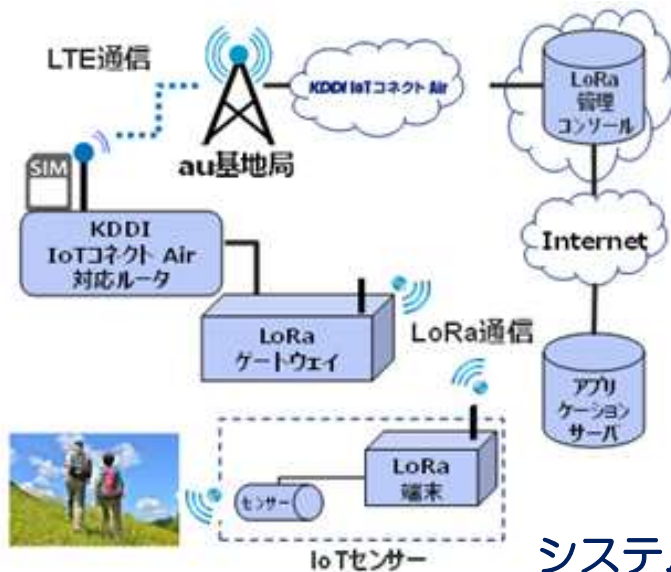 LTE通信
KDDI IoTコネクト Air
LoRa
管理
コンソール
au基地局
SIM
KDDI
IoTコネクト Air
対応ルータ
Internet
LoRa
ゲートウェイ
LoRa通信
アプリ
ケーション
サーバ
LoRa
端末
センサー
IoTセンサー
システ